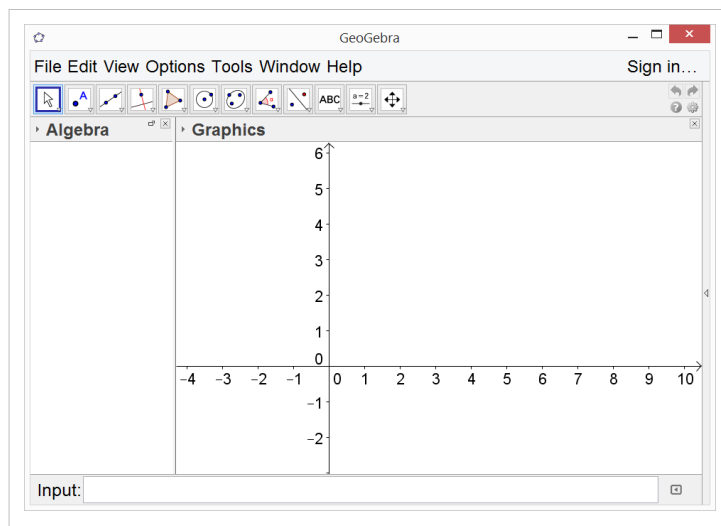 GeoGebra
File Edit View Options Tools Window Help Sign in...
A ABC a=2
Algebra Graphics
6
5
4
3
2
1
0
−4 −3 −2 −1 0 1 2 3 4 5 6 7 8 9 10
−1
−2
Input: